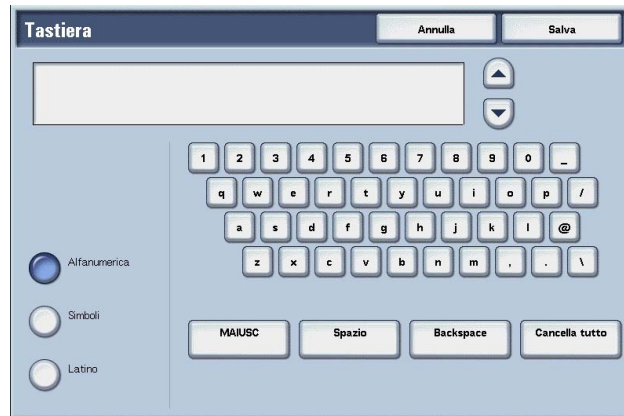 Tastiera Annulla Salva
1 2 3 4 5 6 7 8 9 0 _
q w e r t y u i o p /
a s d f g h j k l @
z x c v b n m , . \
Alfanumerica
Simboli
MAIUSC Spazio Backspace Cancella tutto
Latino